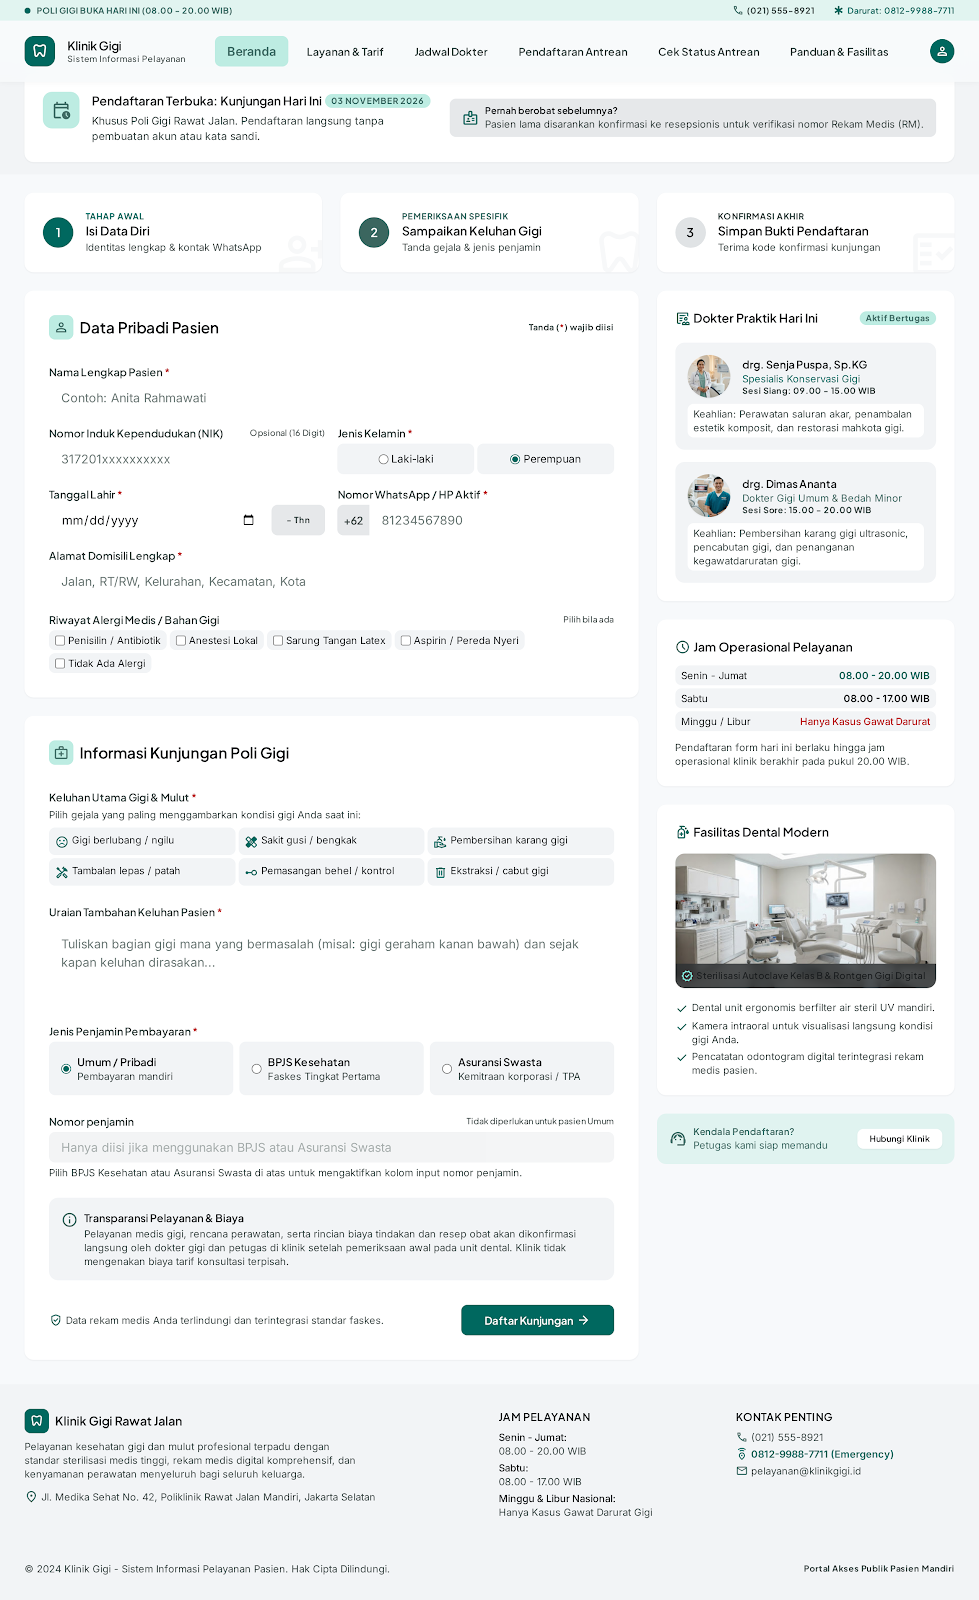 POLI GIGI BUKA HARI INI (08.00 - 20.00 WIB)
(021) 555-8921
Darurat: 0812-9988-7711
Klinik Gigi
Sistem Informasi Pelayanan
Beranda
Layanan & Tarif
Jadwal Dokter
Pendaftaran Antrean
Cek Status Antrean
Panduan & Fasilitas
Pendaftaran Terbuka: Kunjungan Hari Ini
03 NOVEMBER 2026
Khusus Poli Gigi Rawat Jalan. Pendaftaran langsung tanpa
pembuatan akun atau kata sandi.
Pernah berobat sebelumnya?
Pasien lama disarankan konfirmasi ke resepsionis untuk verifikasi nomor Rekam Medis (RM).
1
TAHAP AWAL
Isi Data Diri
Identitas lengkap & kontak WhatsApp
2
PEMERIKSAAN SPESIFIK
Sampaikan Keluhan Gigi
Tanda gejala & jenis penjamin
3
KONFIRMASI AKHIR
Simpan Bukti Pendaftaran
Terima kode konfirmasi kunjungan
Data Pribadi Pasien
Tanda (*) wajib diisi
Nama Lengkap Pasien *
Contoh: Anita Rahmawati
Nomor Induk Kependudukan (NIK)
Opsional (16 Digit)
317201xxxxxxxxxx
Jenis Kelamin *
Laki-laki
Perempuan
Tanggal Lahir *
mm/dd/yyyy
- Thn
Nomor WhatsApp / HP Aktif *
+62
81234567890
Alamat Domisili Lengkap *
Jalan, RT/RW, Kelurahan, Kecamatan, Kota
Riwayat Alergi Medis / Bahan Gigi
Pilih bila ada
Penisilin / Antibiotik
Anestesi Lokal
Sarung Tangan Latex
Aspirin / Pereda Nyeri
Tidak Ada Alergi
Informasi Kunjungan Poli Gigi
Keluhan Utama Gigi & Mulut *
Pilih gejala yang paling menggambarkan kondisi gigi Anda saat ini:
Gigi berlubang / ngilu
Sakit gusi / bengkak
Pembersihan karang gigi
Tambalan lepas / patah
Pemasangan behel / kontrol
Ekstraksi / cabut gigi
Uraian Tambahan Keluhan Pasien *
Tuliskan bagian gigi mana yang bermasalah (misal: gigi geraham kanan bawah) dan sejak
kapan keluhan dirasakan...
Jenis Penjamin Pembayaran *
Umum / Pribadi
Pembayaran mandiri
BPJS Kesehatan
Faskes Tingkat Pertama
Asuransi Swasta
Kemitraan korporasi / TPA
Nomor penjamin
Tidak diperlukan untuk pasien Umum
Hanya diisi jika menggunakan BPJS atau Asuransi Swasta
Pilih BPJS Kesehatan atau Asuransi Swasta di atas untuk mengaktifkan kolom input nomor penjamin.
Transparansi Pelayanan & Biaya
Pelayanan medis gigi, rencana perawatan, serta rincian biaya tindakan dan resep obat akan dikonfirmasi
langsung oleh dokter gigi dan petugas di klinik setelah pemeriksaan awal pada unit dental. Klinik tidak
mengenakan biaya tarif konsultasi terpisah.
Data rekam medis Anda terlindungi dan terintegrasi standar faskes.
Daftar Kunjungan
Dokter Praktik Hari Ini
Aktif Bertugas
drg. Senja Puspa, Sp.KG
Spesialis Konservasi Gigi
Sesi Siang: 09.00 - 15.00 WIB
Keahlian: Perawatan saluran akar, penambalan
estetik komposit, dan restorasi mahkota gigi.
drg. Dimas Ananta
Dokter Gigi Umum & Bedah Minor
Sesi Sore: 15.00 - 20.00 WIB
Keahlian: Pembersihan karang gigi ultrasonic,
pencabutan gigi, dan penanganan
kegawatdaruratan gigi.
Jam Operasional Pelayanan
Senin - Jumat
08.00 - 20.00 WIB
Sabtu
08.00 - 17.00 WIB
Minggu / Libur
Hanya Kasus Gawat Darurat
Pendaftaran form hari ini berlaku hingga jam
operasional klinik berakhir pada pukul 20.00 WIB.
Fasilitas Dental Modern
Sterilisasi Autoclave Kelas B & Rontgen Gigi Digital
Dental unit ergonomis berfilter air steril UV mandiri.
Kamera intraoral untuk visualisasi langsung kondisi
gigi Anda.
Pencatatan odontogram digital terintegrasi rekam
medis pasien.
Kendala Pendaftaran?
Petugas kami siap memandu
Hubungi Klinik
Klinik Gigi Rawat Jalan
Pelayanan kesehatan gigi dan mulut profesional terpadu dengan
standar sterilisasi medis tinggi, rekam medis digital komprehensif, dan
kenyamanan perawatan menyeluruh bagi seluruh keluarga.
Jl. Medika Sehat No. 42, Poliklinik Rawat Jalan Mandiri, Jakarta Selatan
JAM PELAYANAN
Senin - Jumat:
08.00 - 20.00 WIB
Sabtu:
08.00 - 17.00 WIB
Minggu & Libur Nasional:
Hanya Kasus Gawat Darurat Gigi
KONTAK PENTING
(021) 555-8921
0812-9988-7711 (Emergency)
pelayanan@klinikgigi.id
© 2024 Klinik Gigi - Sistem Informasi Pelayanan Pasien. Hak Cipta Dilindungi.
Portal Akses Publik Pasien Mandiri